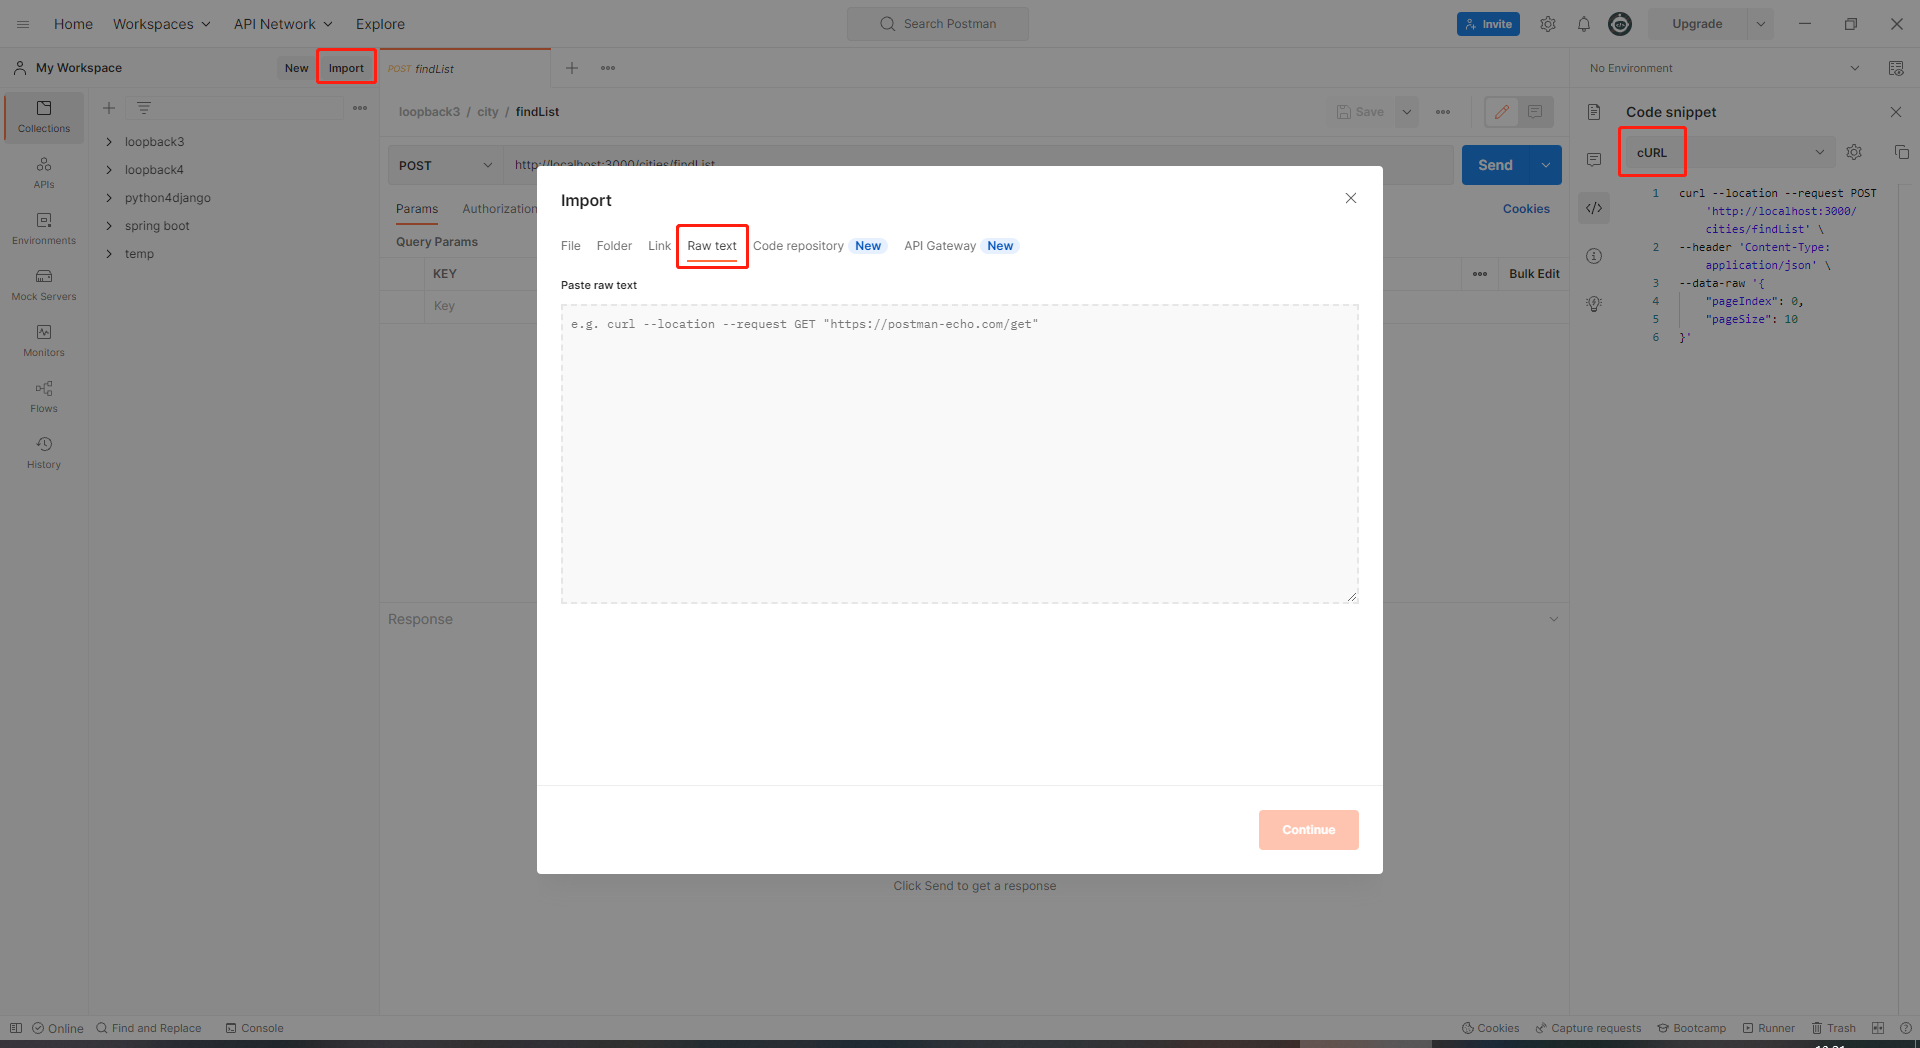 Home Workspaces API Network Explore
Search Postman
Invite
Upgrade
My Workspace
New Import
POST findList
No Environment
Collections
APIs
Environments
Mock Servers
Monitors
Flows
History
loopback3
loopback4
python4django
spring boot
temp
loopback3 / city / findList
Save
POST
http://localhost:3000/cities/findList
Send
Params Authorization
Cookies
Query Params
KEY
Bulk Edit
Key
Response
Click Send to get a response
Import
File Folder Link Raw text Code repository New API Gateway New
Paste raw text
e.g. curl --location --request GET "https://postman-echo.com/get"
Continue
Code snippet
cURL
1 curl --location --request POST
'http://localhost:3000/
cities/findList' \
2 --header 'Content-Type:
application/json' \
3 --data-raw '{
4 "pageIndex": 0,
5 "pageSize": 10
6 }'
Online Find and Replace Console
Cookies Capture requests Bootcamp Runner Trash